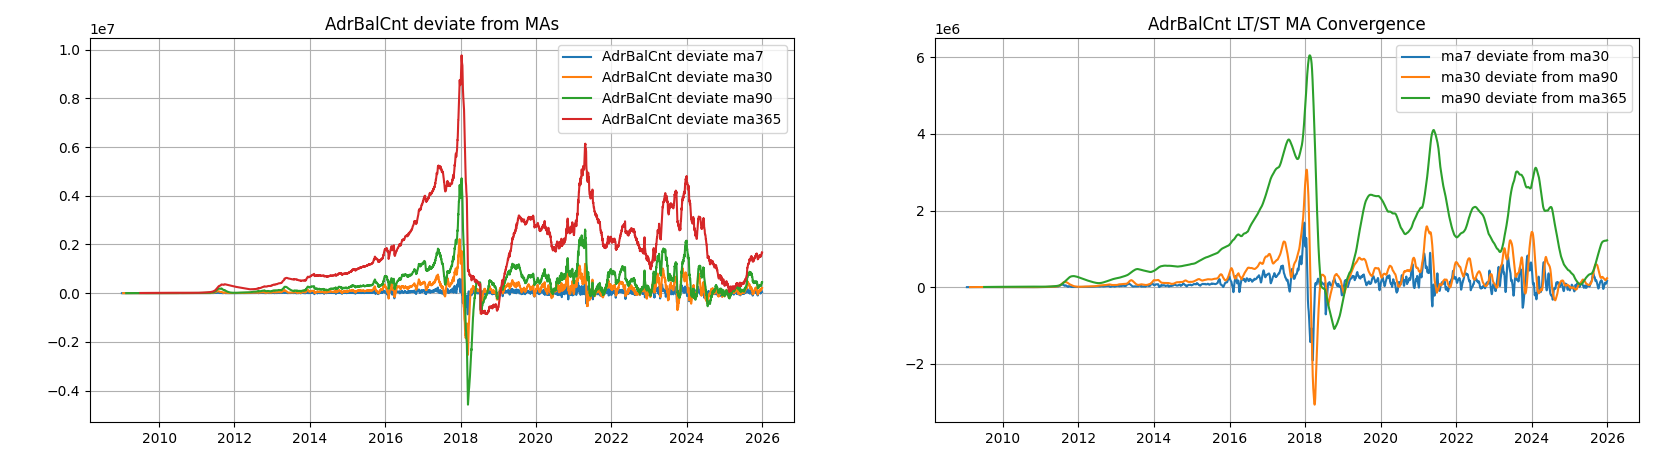 AdrBalCnt deviate from MAs
1e7
AdrBalCnt deviate ma7
AdrBalCnt deviate ma30
AdrBalCnt deviate ma90
AdrBalCnt deviate ma365
1.0
0.8
0.6
0.4
0.2
0.0
−0.2
−0.4
2010 2012 2014 2016 2018 2020 2022 2024 2026
AdrBalCnt LT/ST MA Convergence
1e6
ma7 deviate from ma30
ma30 deviate from ma90
ma90 deviate from ma365
6
4
2
0
−2
2010 2012 2014 2016 2018 2020 2022 2024 2026